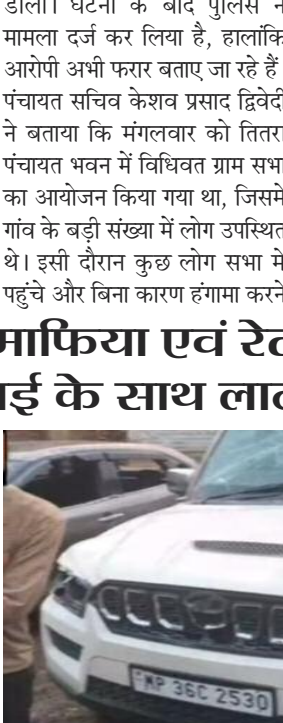 डाला। घटना के बाद पुलिस ने
मामला दर्ज कर लिया है, हालांकि
आरोपी अभी फरार बताए जा रहे हैं
पंचायत सचिव केशव प्रसाद द्विवेदी
ने बताया कि मंगलवार को तितरा
पंचायत भवन में विधिवत ग्राम सभा
का आयोजन किया गया था, जिसमे
गांव के बड़ी संख्या में लोग उपस्थित
थे। इसी दौरान कुछ लोग सभा मे
पहुंचे और बिना कारण हंगामा करने
माफिया एवं
के साथ
MP 36C 2530